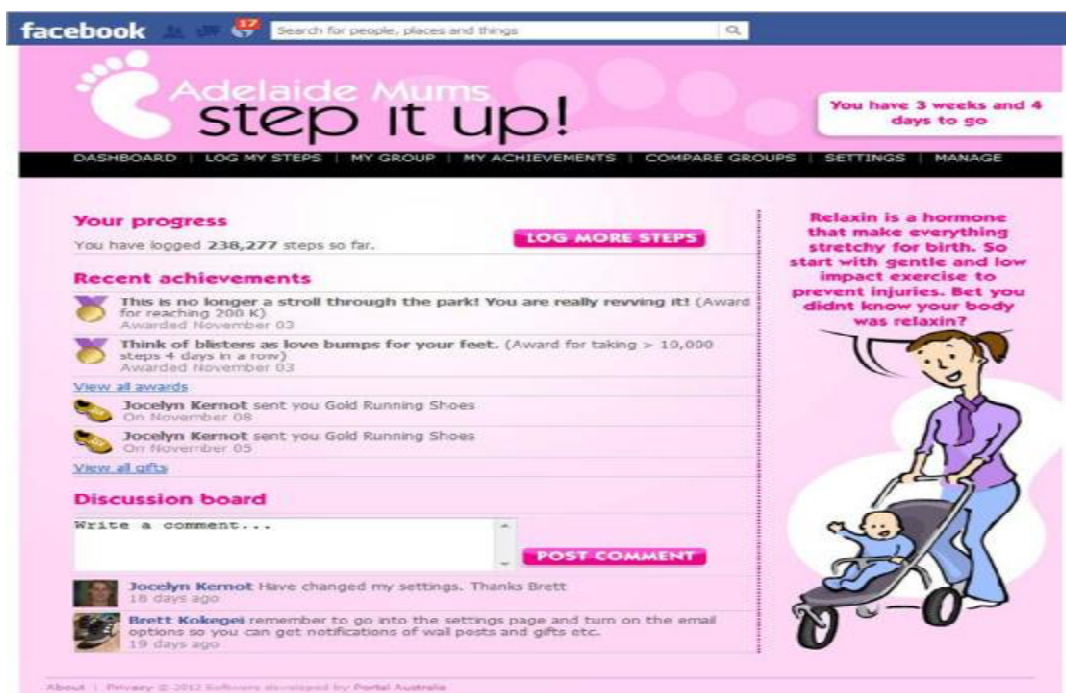 facebook
17
Search for people, places and things
Adelaide Mums
step it up!
You have 3 weeks and 4
days to go
DASHBOARD | LOG MY STEPS | MY GROUP | MY ACHIEVEMENTS | COMPARE GROUPS | SETTINGS | MANAGE
Your progress
You have logged 238,277 steps so far.
LOG MORE STEPS
Recent achievements
This is no longer a stroll through the park! You are really revving it! (Award
for reaching 200 K)
Awarded November 03
Think of blisters as love bumps for your feet. (Award for taking > 10,000
steps 4 days in a row)
Awarded November 03
View all awards
Jocelyn Kernot sent you Gold Running Shoes
On November 08
Jocelyn Kernot sent you Gold Running Shoes
On November 05
View all gifts
Discussion board
Write a comment...
POST COMMENT
Jocelyn Kernot Have changed my settings. Thanks Brett
18 days ago
Brett Kokegei remember to go into the settings page and turn on the email
options so you can get notifications of wall posts and gifts etc.
19 days ago
Relaxin is a hormone
that make everything
stretchy for birth. So
start with gentle and low
impact exercise to
prevent injuries. Bet you
didnt know your body
was relaxin?
About | Privacy © 2012 Software developed by Portal Australia